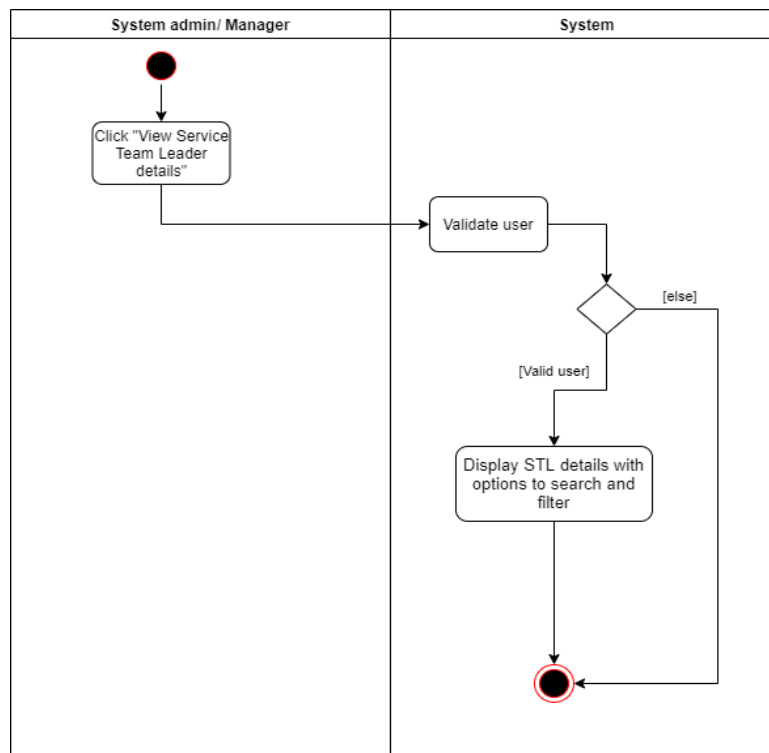 System admin/ Manager
System
Click "View Service
Team Leader
details"
Validate user
[else]
[Valid user]
Display STL details with
options to search and
filter